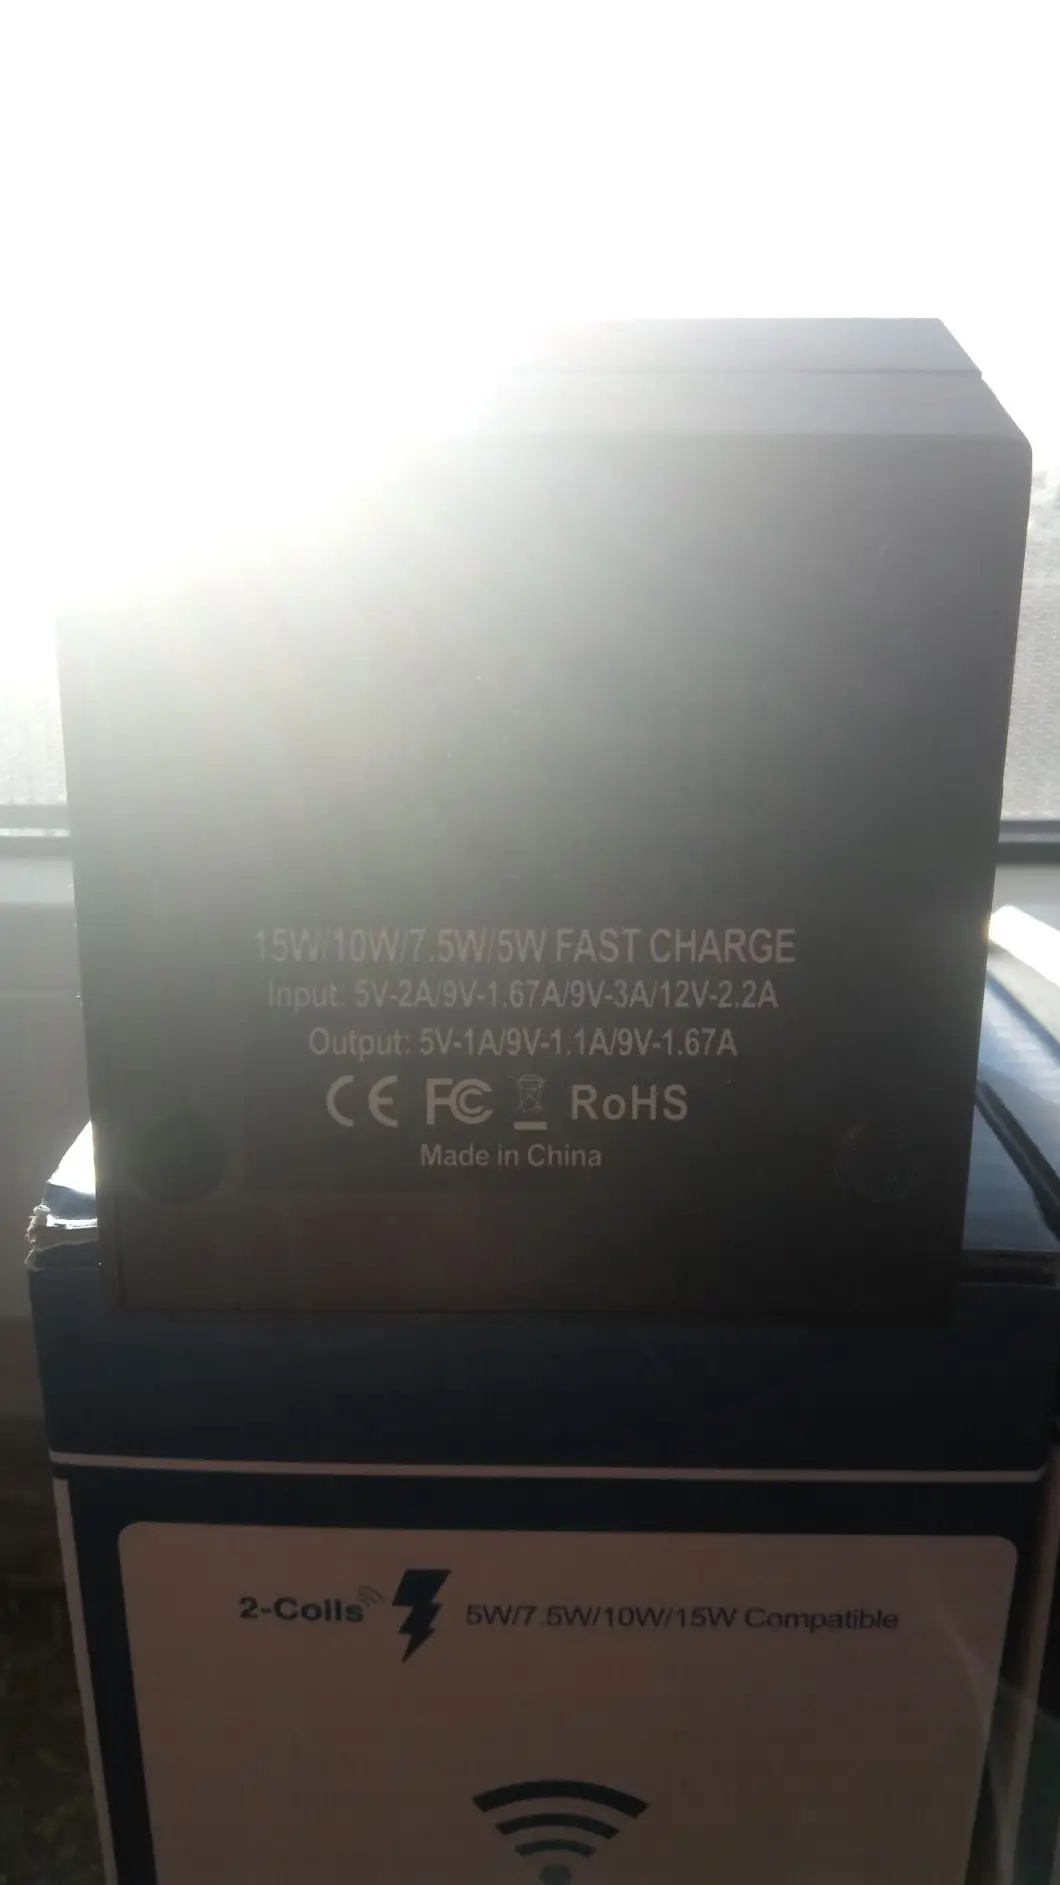 15W/10W/7.5W/5W FAST CHARGE
Input: 5V-2A/9V-1.67A/9V-3A/12V-2.2A
Output: 5V-1A/9V-1.1A/9V-1.67A
CE FC RoHS
Made in China
2-Coils 5W/7.5W/10W/15W Compatible